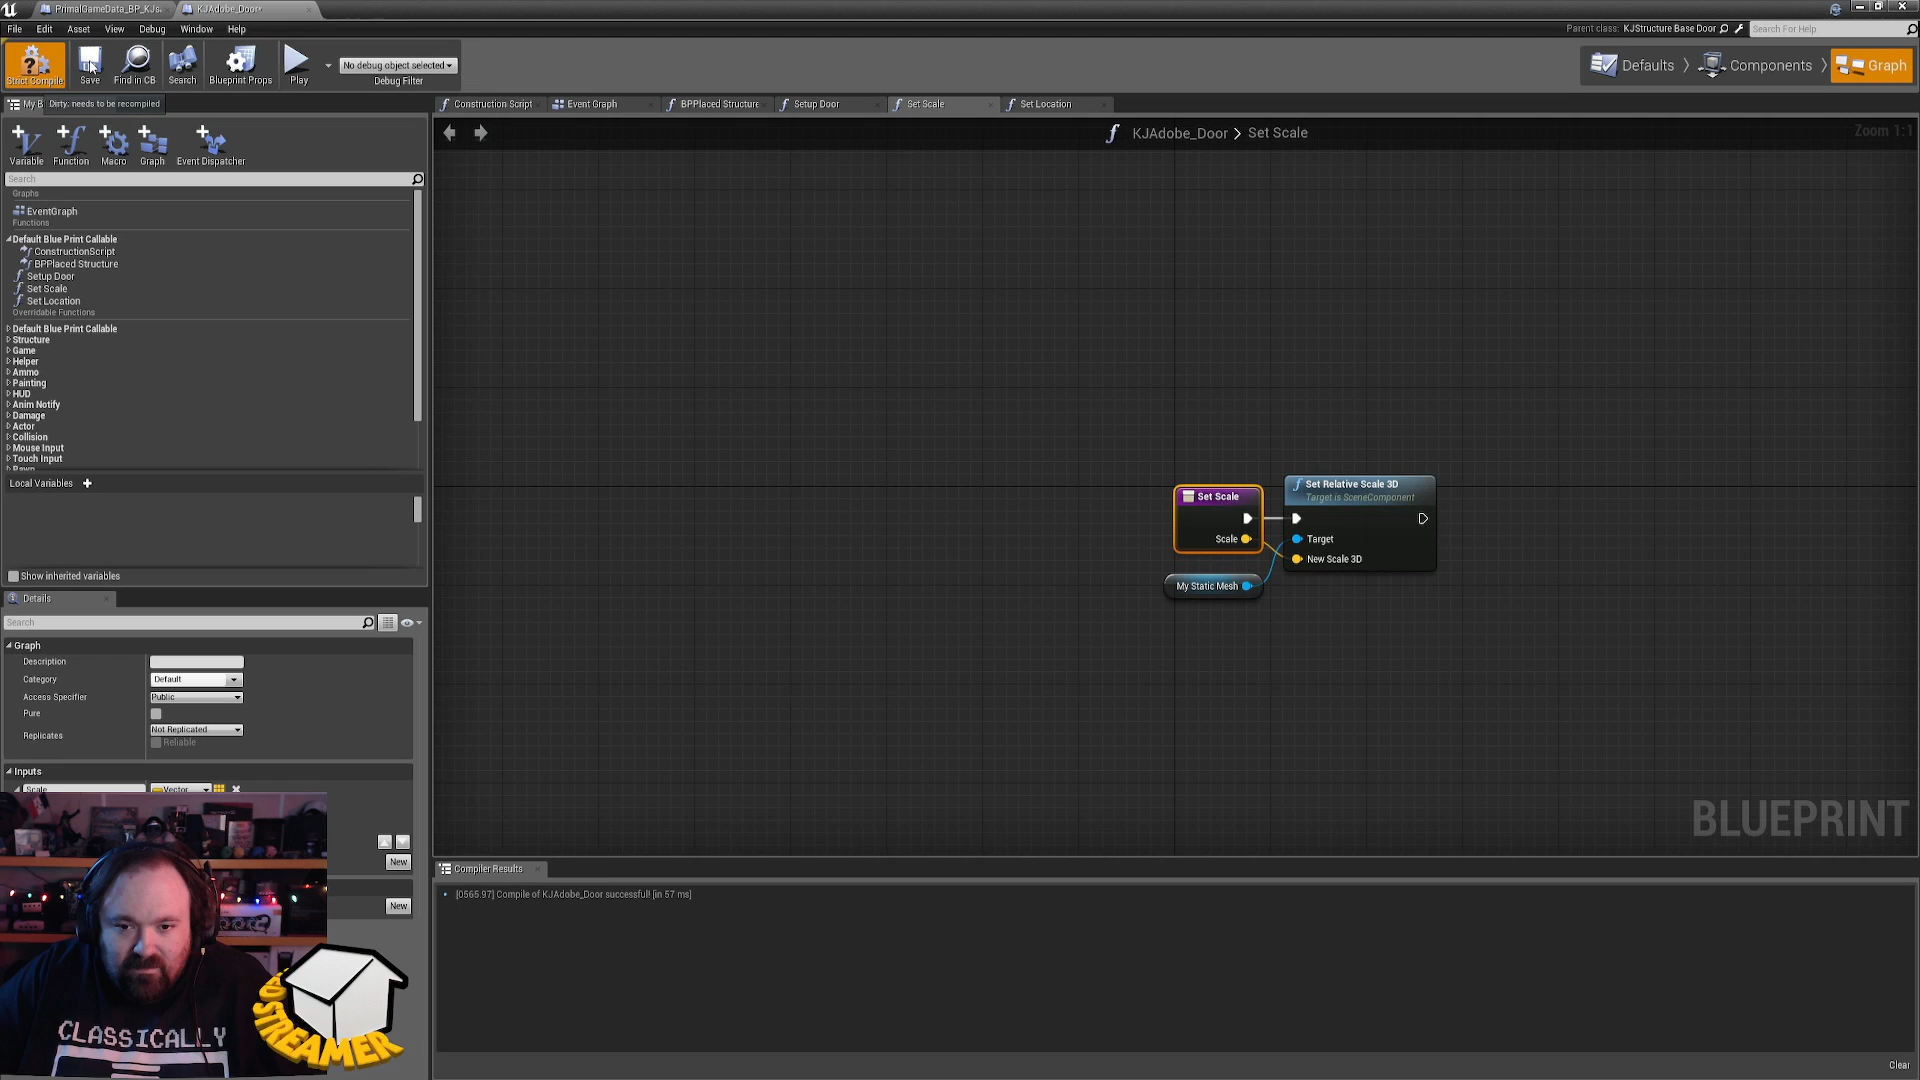 PrimalGameData_BP_KJs.
KJAdobe_Door*
File Edit Asset View Debug Window Help
Parent class: KJStructure Base Door
Search For Help
Strict Compile
Save
Find in CB
Search
Blueprint Props
Play
No debug object selected
Debug Filter
Defaults
Components
Graph
My B
Dirty; needs to be recompiled
Construction Script
Event Graph
BPPlaced Structure
Setup Door
Set Scale
Set Location
Variable
Function
Macro
Graph
Event Dispatcher
KJAdobe_Door > Set Scale
Zoom 1:1
Search
Graphs
EventGraph
Functions
Default Blue Print Callable
ConstructionScript
BPPlaced Structure
Setup Door
Set Scale
Set Location
Overridable Functions
Default Blue Print Callable
Structure
Game
Helper
Ammo
Painting
HUD
Anim Notify
Damage
Actor
Collision
Mouse Input
Touch Input
Pawn
Local Variables
Show inherited variables
Set Scale
Scale
My Static Mesh
Set Relative Scale 3D
Target is SceneComponent
Target
New Scale 3D
Details
Search
Graph
Description
Category
Default
Access Specifier
Public
Pure
Replicates
Not Replicated
Reliable
Inputs
Scale
Vector
New
New
BLUEPRINT
Compiler Results
[0565.97] Compile of KJAdobe_Door successful! [in 57 ms]
Clear
CLASSICALLY
STREAMER